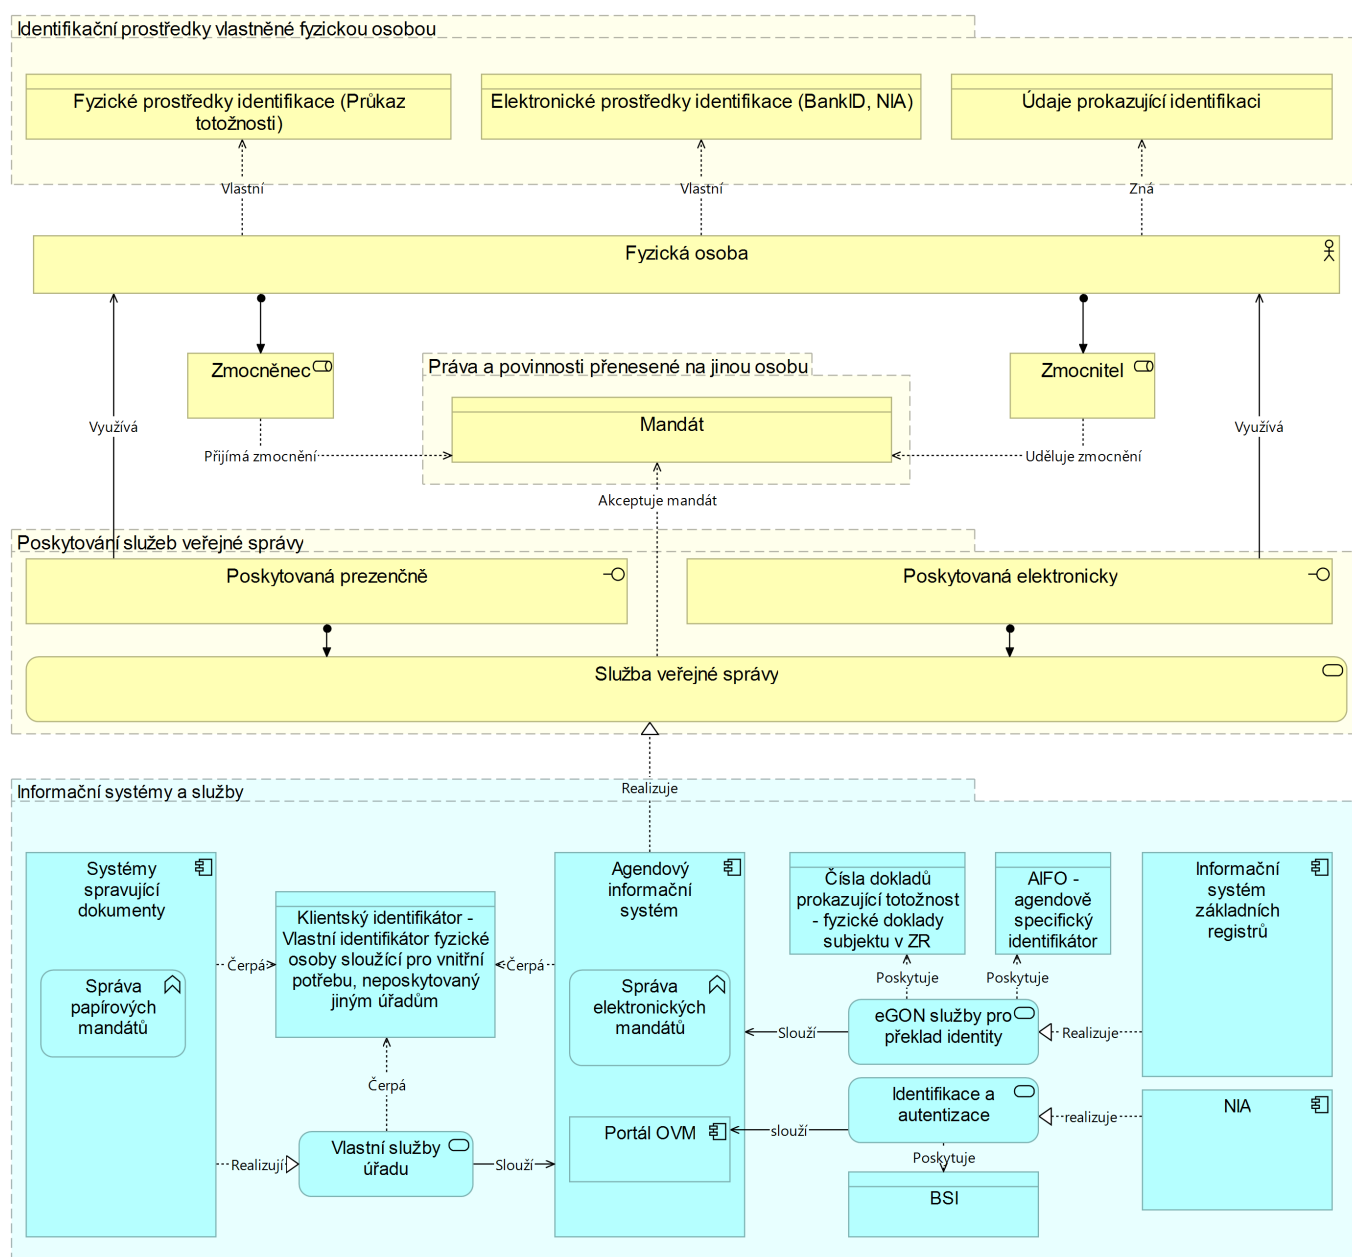 Identifikační prostředky vlastněné fyzickou osobou
Fyzické prostředky identifikace (Průkaz
totožnosti)
Elektronické prostředky identifikace (BankID, NIA)
Údaje prokazující identifikaci
Vlastní
Vlastní
Zná
Fyzická osoba
Zmocněnec
Práva a povinnosti přenesené na jinou osobu
Zmocnitel
Mandát
Využívá
Využívá
Přijímá zmocnění
Uděluje zmocnění
Akceptuje mandát
Poskytování služeb veřejné správy
Poskytovaná prezenčně
Poskytovaná elektronicky
Služba veřejné správy
Realizuje
Informační systémy a služby
Systémy
spravující
dokumenty
Správa
papírových
mandátů
Klientský identifikátor -
Vlastní identifikátor fyzické
osoby sloužící pro vnitřní
potřebu, neposkytovaný
jiným úřadům
Čerpá
Čerpá
Čerpá
Realizují
Vlastní služby
úřadu
Slouží
Agendový
informační
systém
Správa
elektronických
mandátů
Portál OVM
Čísla dokladů
prokazující totožnost
- fyzické doklady
subjektu v ZR
AIFO -
agendově
specifický
identifikátor
Informační
systém
základních
registrů
Poskytuje
Poskytuje
Slouží
eGON služby pro
překlad identity
Realizuje
slouží
Identifikace a
autentizace
realizuje
NIA
Poskytuje
BSI